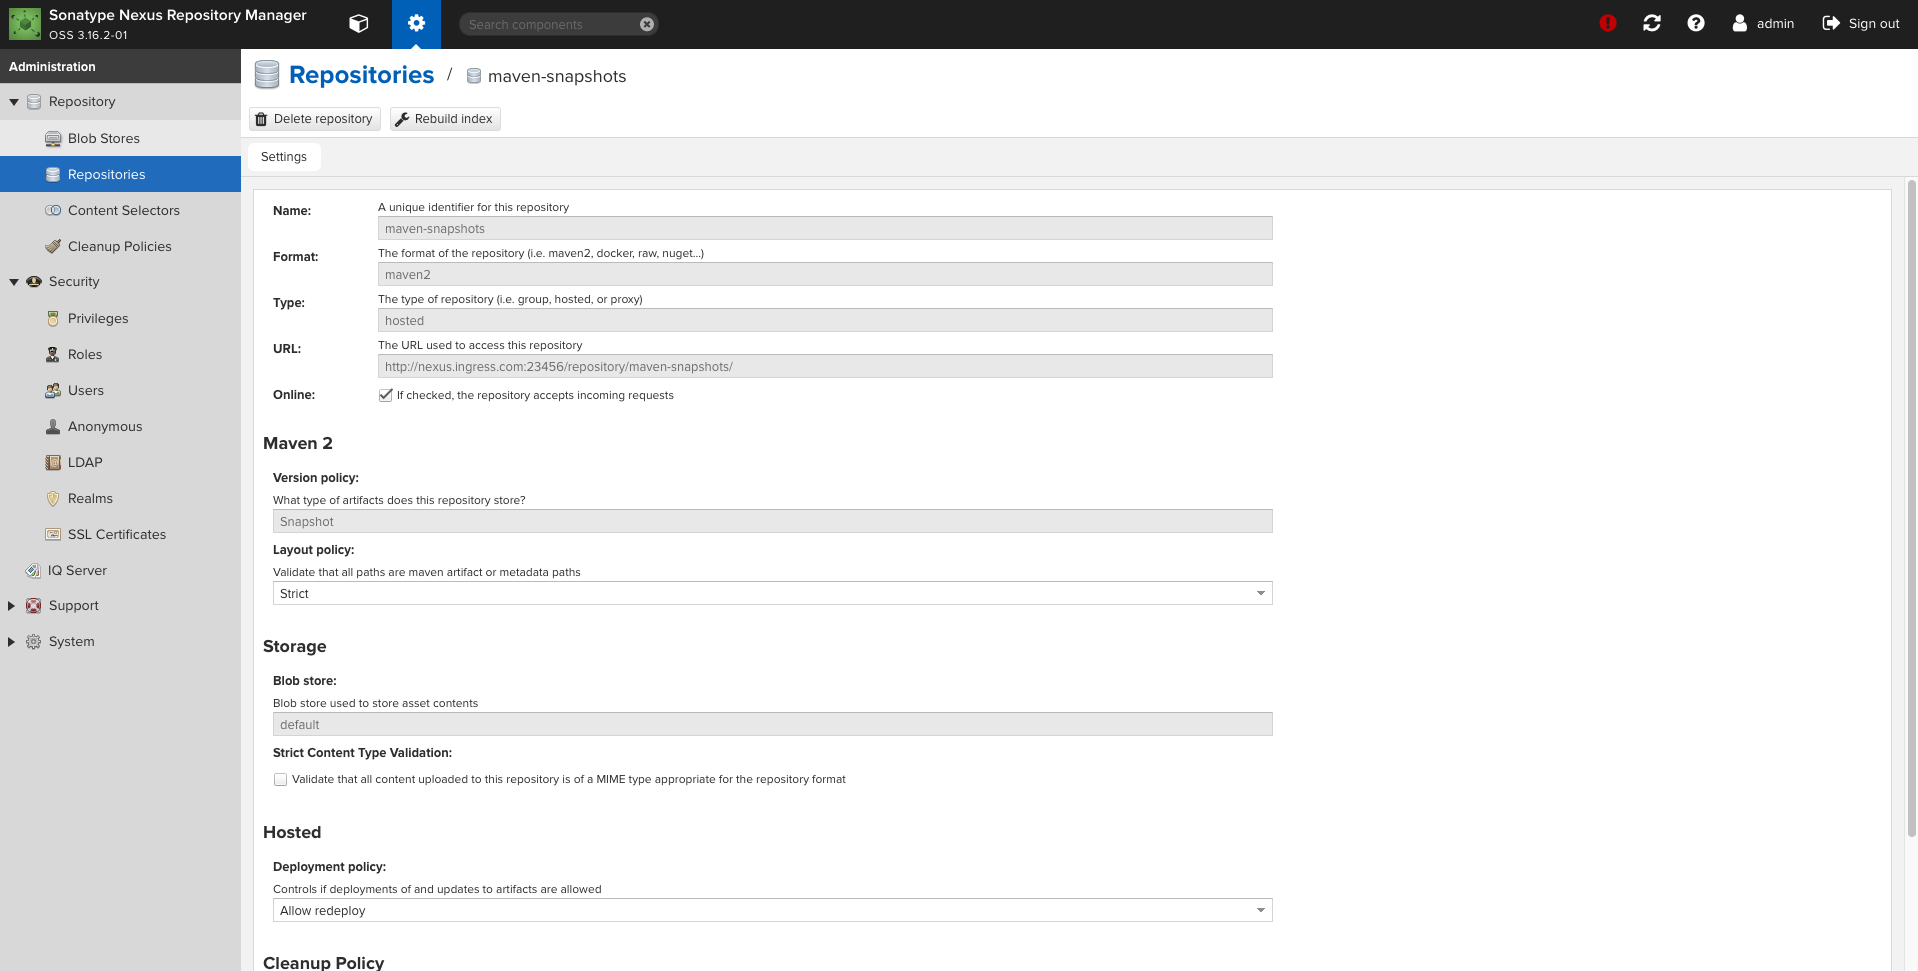 Sonatype Nexus Repository Manager
OSS 3.16.2-01
Search components
admin
Sign out
Administration
Repository
Blob Stores
Repositories
Content Selectors
Cleanup Policies
Security
Privileges
Roles
Users
Anonymous
LDAP
Realms
SSL Certificates
IQ Server
Support
System
Repositories / maven-snapshots
Delete repository
Rebuild index
Settings
Name:
A unique identifier for this repository
maven-snapshots
Format:
The format of the repository (i.e. maven2, docker, raw, nuget...)
maven2
Type:
The type of repository (i.e. group, hosted, or proxy)
hosted
URL:
The URL used to access this repository
http://nexus.ingress.com:23456/repository/maven-snapshots/
Online:
If checked, the repository accepts incoming requests
Maven 2
Version policy:
What type of artifacts does this repository store?
Snapshot
Layout policy:
Validate that all paths are maven artifact or metadata paths
Strict
Storage
Blob store:
Blob store used to store asset contents
default
Strict Content Type Validation:
Validate that all content uploaded to this repository is of a MIME type appropriate for the repository format
Hosted
Deployment policy:
Controls if deployments of and updates to artifacts are allowed
Allow redeploy
Cleanup Policy